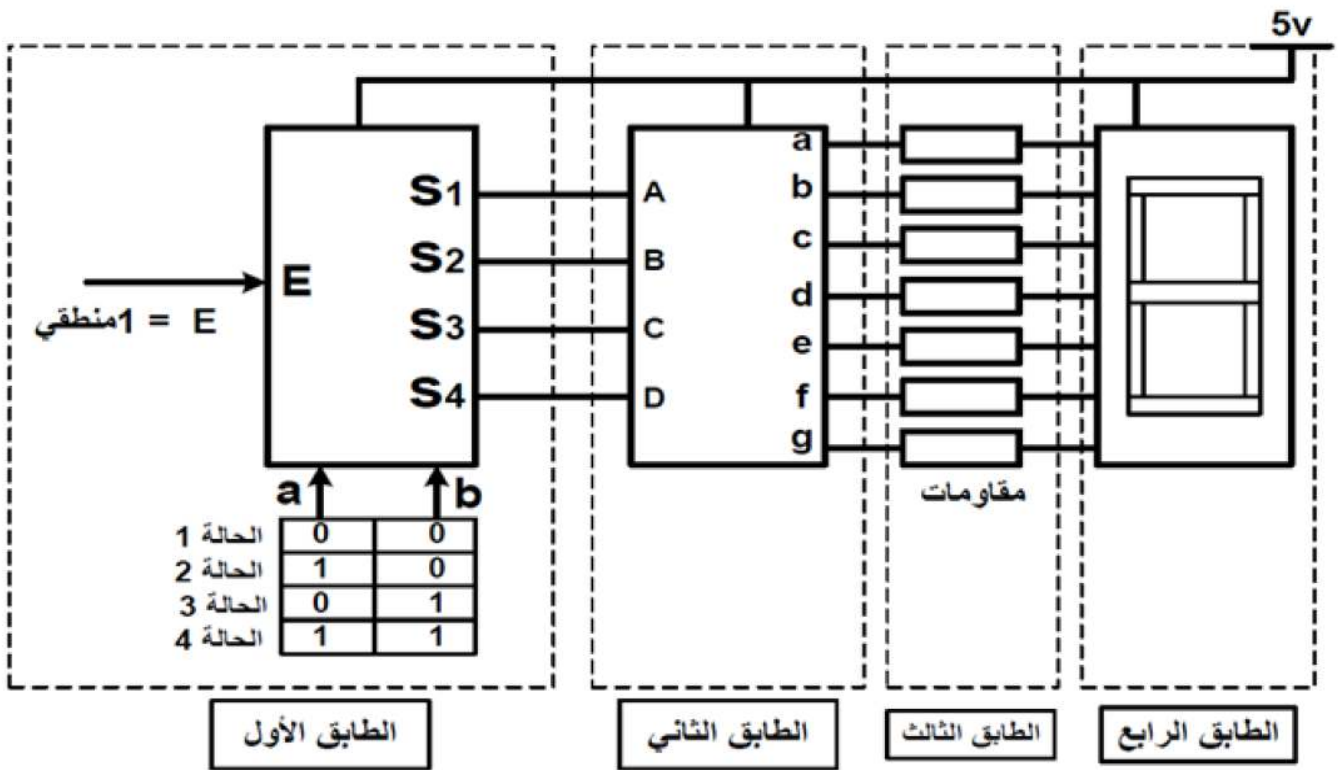 5v
E
S1
S2
S3
S4
A
B
C
D
a
b
c
d
e
f
g
E = 1منطقي
مقاومات
a b
الحالة 1 0 0
الحالة 2 1 0
الحالة 3 0 1
الحالة 4 1 1
الطابق الأول
الطابق الثاني
الطابق الثالث
الطابق الرابع